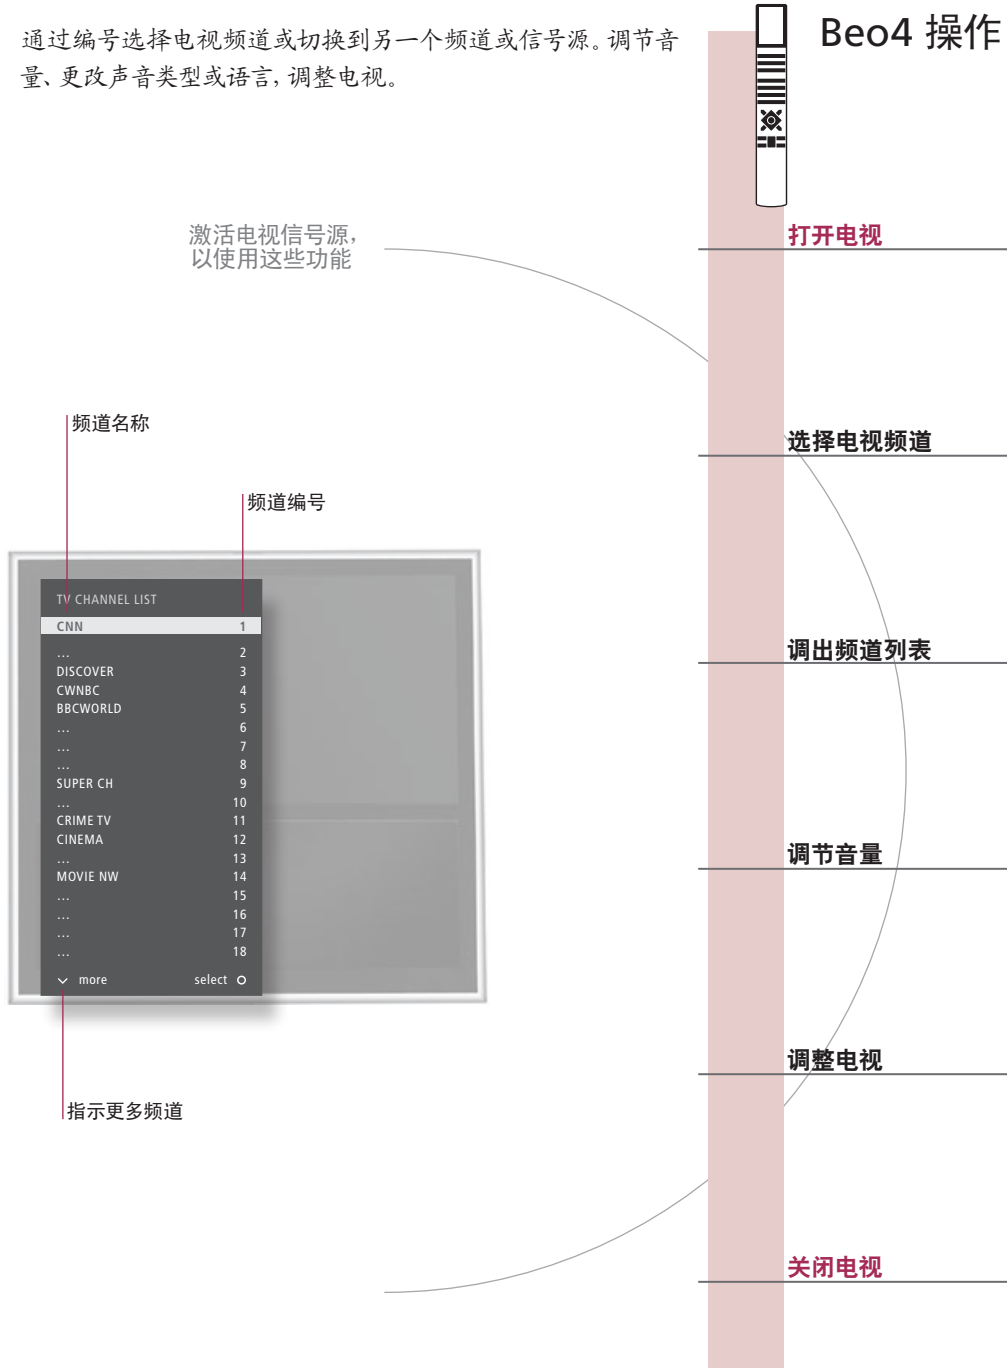 通过编号选择电视频道或切换到另一个频道或信号源。调节音
量、更改声音类型或语言，调整电视。
Beo4 操作
激活电视信号源，
以使用这些功能
打开电视
频道名称
频道编号
选择电视频道
TV CHANNEL LIST
CNN 1
... 2
DISCOVER 3
CWNBC 4
BBCWORLD 5
... 6
... 7
... 8
SUPER CH 9
... 10
CRIME TV 11
CINEMA 12
... 13
MOVIE NW 14
... 15
... 16
... 17
... 18
more select
调出频道列表
调节音量
调整电视
指示更多频道
关闭电视